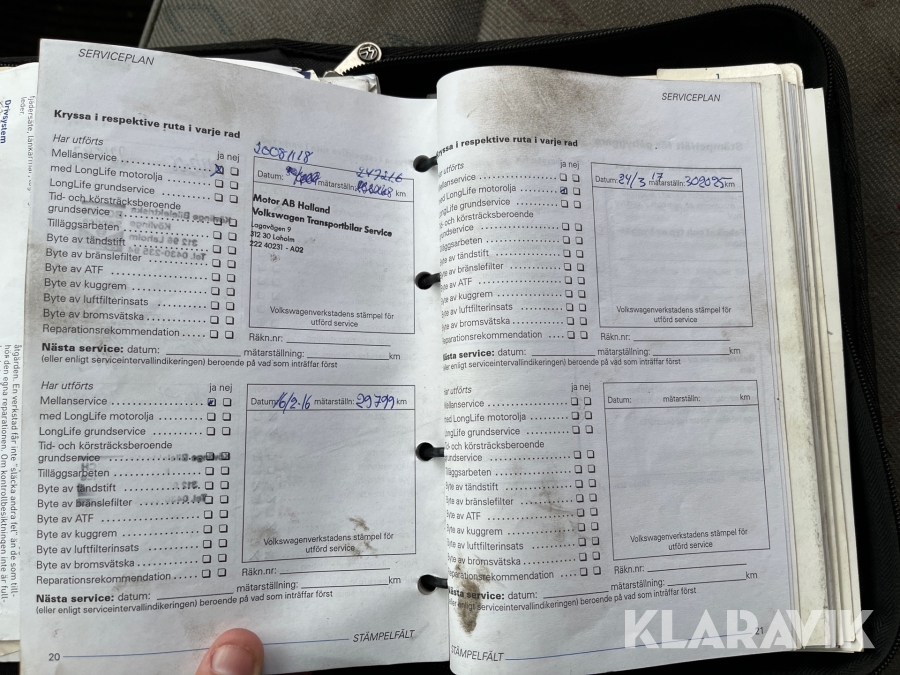 SERVICEPLAN
Kryssa i respektive ruta i varje rad
Har utförts
ja nej
Mellanservice
med LongLife motorolja
LongLife grundservice
Tid- och körsträcksberoende
grundservice
Tilläggsarbeten
Byte av tändstift
Byte av bränslefilter
Byte av ATF
Byte av kuggrem
Byte av luftfilterinsats
Byte av bromsvätska
Reparationsrekommendation
Datum: mätarställn: km
Motor AB Halland
Volkswagen Transportbilar Service
Lagavägen 9
312 30 Laholm
222 40231 - A02
Volkswagenverkstadens stämpel för
utförd service
Räkn.nr:
Nästa service: datum: mätarställning: km
(eller enligt serviceintervallindikeringen) beroende på vad som inträffar först
Har utförts
ja nej
Mellanservice
med LongLife motorolja
LongLife grundservice
Tid- och körsträcksberoende
grundservice
Tilläggsarbeten
Byte av tändstift
Byte av bränslefilter
Byte av ATF
Byte av kuggrem
Byte av luftfilterinsats
Byte av bromsvätska
Reparationsrekommendation
Datum: 16/2-16 mätarställn: 29799 km
Volkswagenverkstadens stämpel för
utförd service
Räkn.nr:
Nästa service: datum: mätarställning: km
(eller enligt serviceintervallindikeringen) beroende på vad som inträffar först
STÄMPELFÄLT
20
SERVICEPLAN
Kryssa i respektive ruta i varje rad
utförts
ja nej
Mellanservice
med LongLife motorolja
LongLife grundservice
Tid- och körsträcksberoende
grundservice
Tilläggsarbeten
Byte av tändstift
Byte av bränslefilter
Byte av ATF
Byte av kuggrem
Byte av luftfilterinsats
Byte av bromsvätska
Reparationsrekommendation
Datum: 24/3 17 mätarställn: 309025 km
Volkswagenverkstadens stämpel för
utförd service
Räkn.nr:
Nästa service: datum: mätarställning: km
(eller enligt serviceintervallindikeringen) beroende på vad som inträffar först
utförts
ja nej
Mellanservice
med LongLife motorolja
LongLife grundservice
Tid- och körsträcksberoende
grundservice
Tilläggsarbeten
Byte av tändstift
Byte av bränslefilter
Byte av ATF
Byte av kuggrem
Byte av luftfilterinsats
Byte av bromsvätska
Reparationsrekommendation
Datum: mätarställn: km
Volkswagenverkstadens stämpel för
utförd service
Räkn.nr:
Nästa service: datum: mätarställning: km
(eller enligt serviceintervallindikeringen) beroende på vad som inträffar först
STÄMPELFÄLT
21
Drivsystem
KLARAVIK